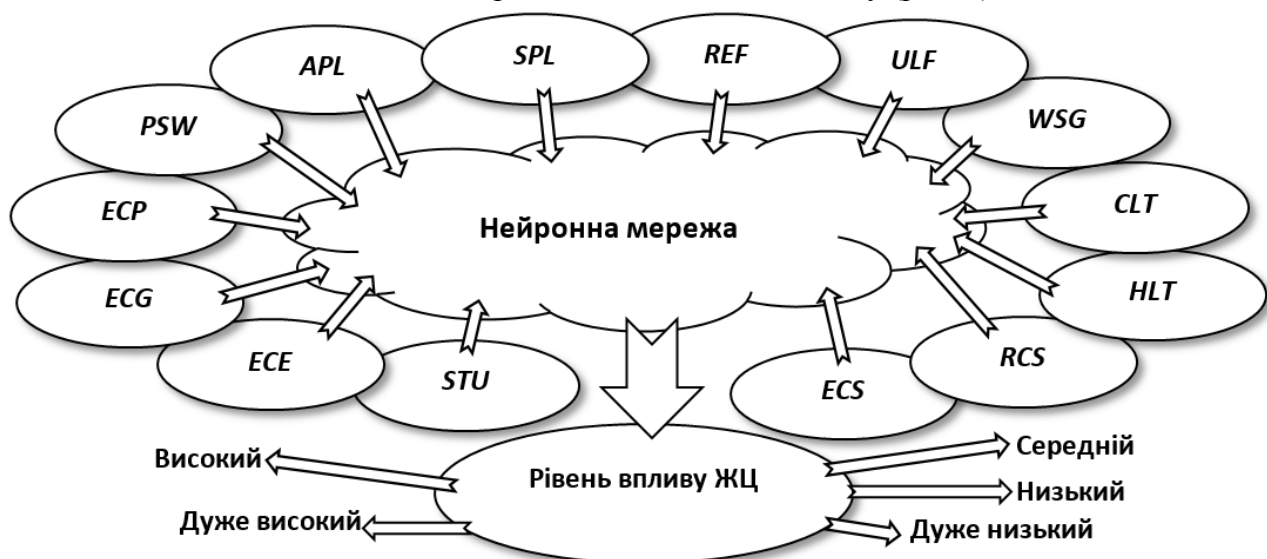 APL
SPL
REF
ULF
PSW
WSG
ECP
CLT
Нейронна мережа
ECG
HLT
ECE
STU
ECS
RCS
Високий
Рівень впливу ЖЦ
Середній
Низький
Дуже високий
Дуже низький